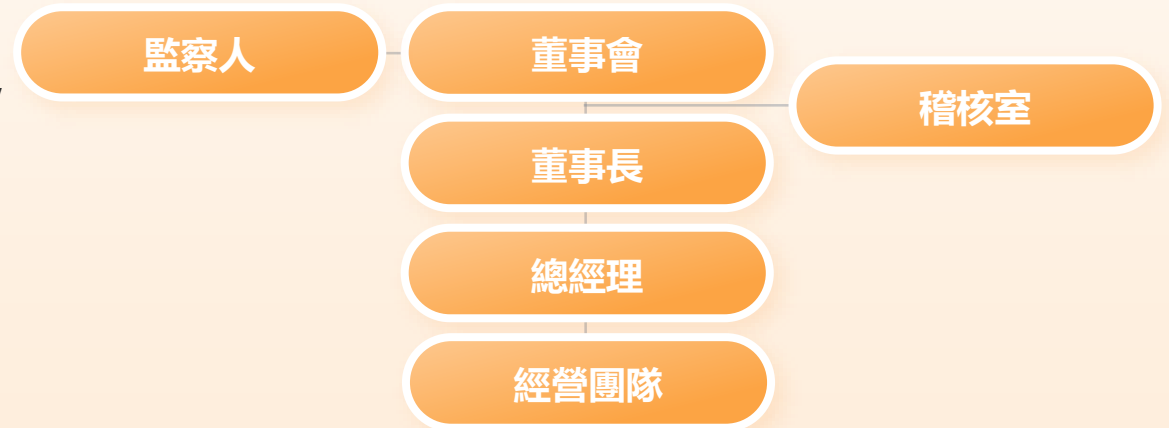 監察人
董事會
稽核室
董事長
總經理
經營團隊